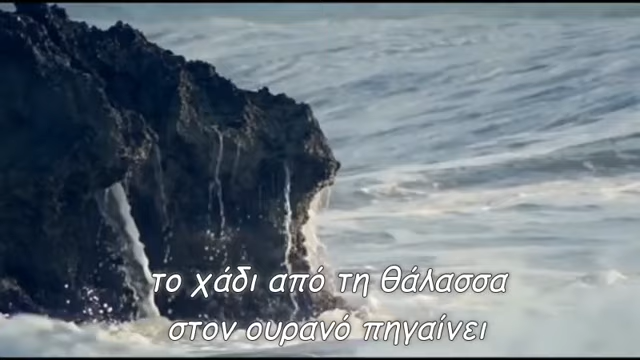 το χάδι από τη θάλασσα
στον ουρανό πηγαίνει